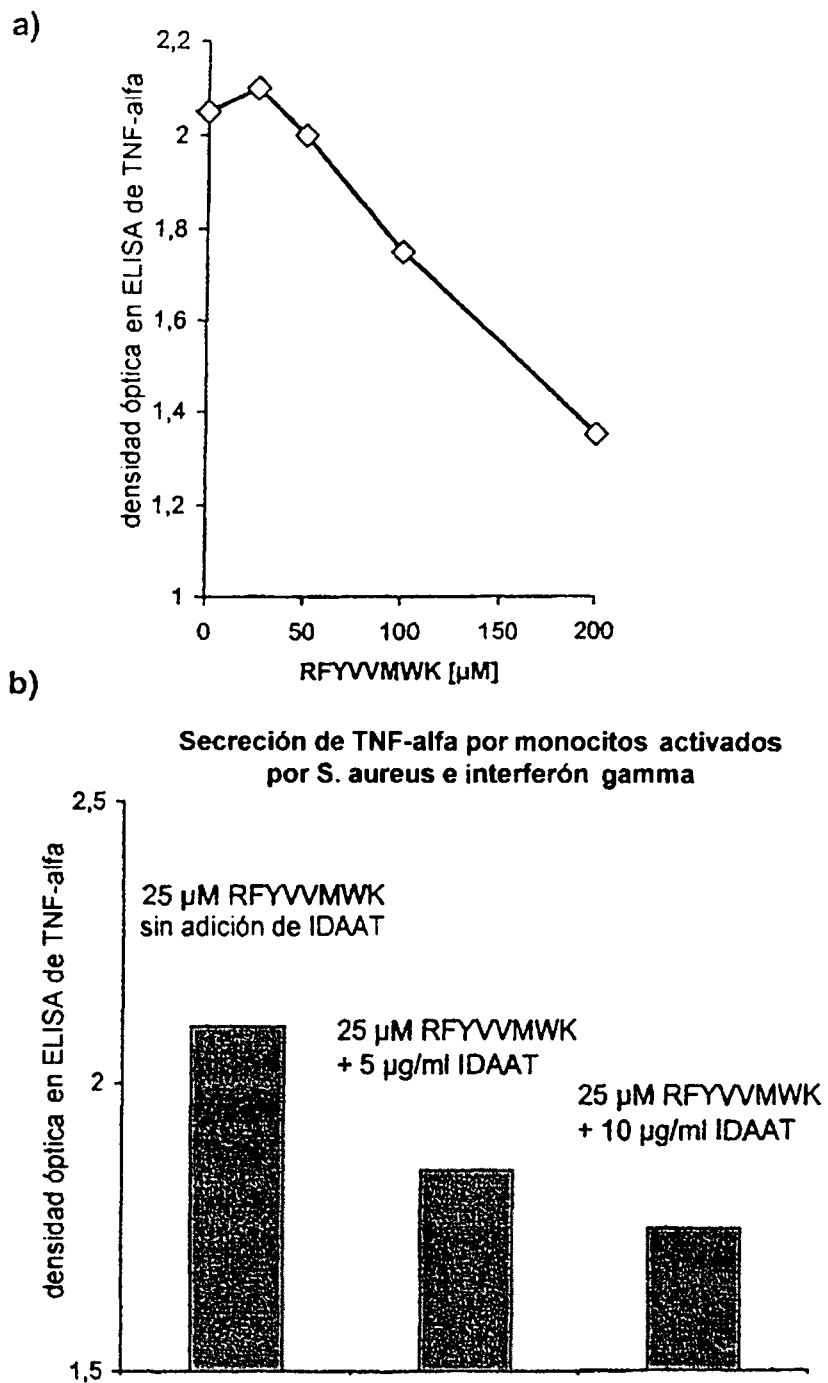 a)
densidad óptica en ELISA de TNF-alfa
2,2
2
1,8
1,6
1,4
1,2
1
0
50
100
150
200
RFYVVMWK [µM]
b)
Secreción de TNF-alfa por monocitos activados
por S. aureus e interferón gamma
densidad óptica en ELISA de TNF-alfa
2,5
2
1,5
25 µM RFYVVMWK
sin adición de IDAAT
25 µM RFYVVMWK
+ 5 µg/ml IDAAT
25 µM RFYVVMWK
+ 10 µg/ml IDAAT